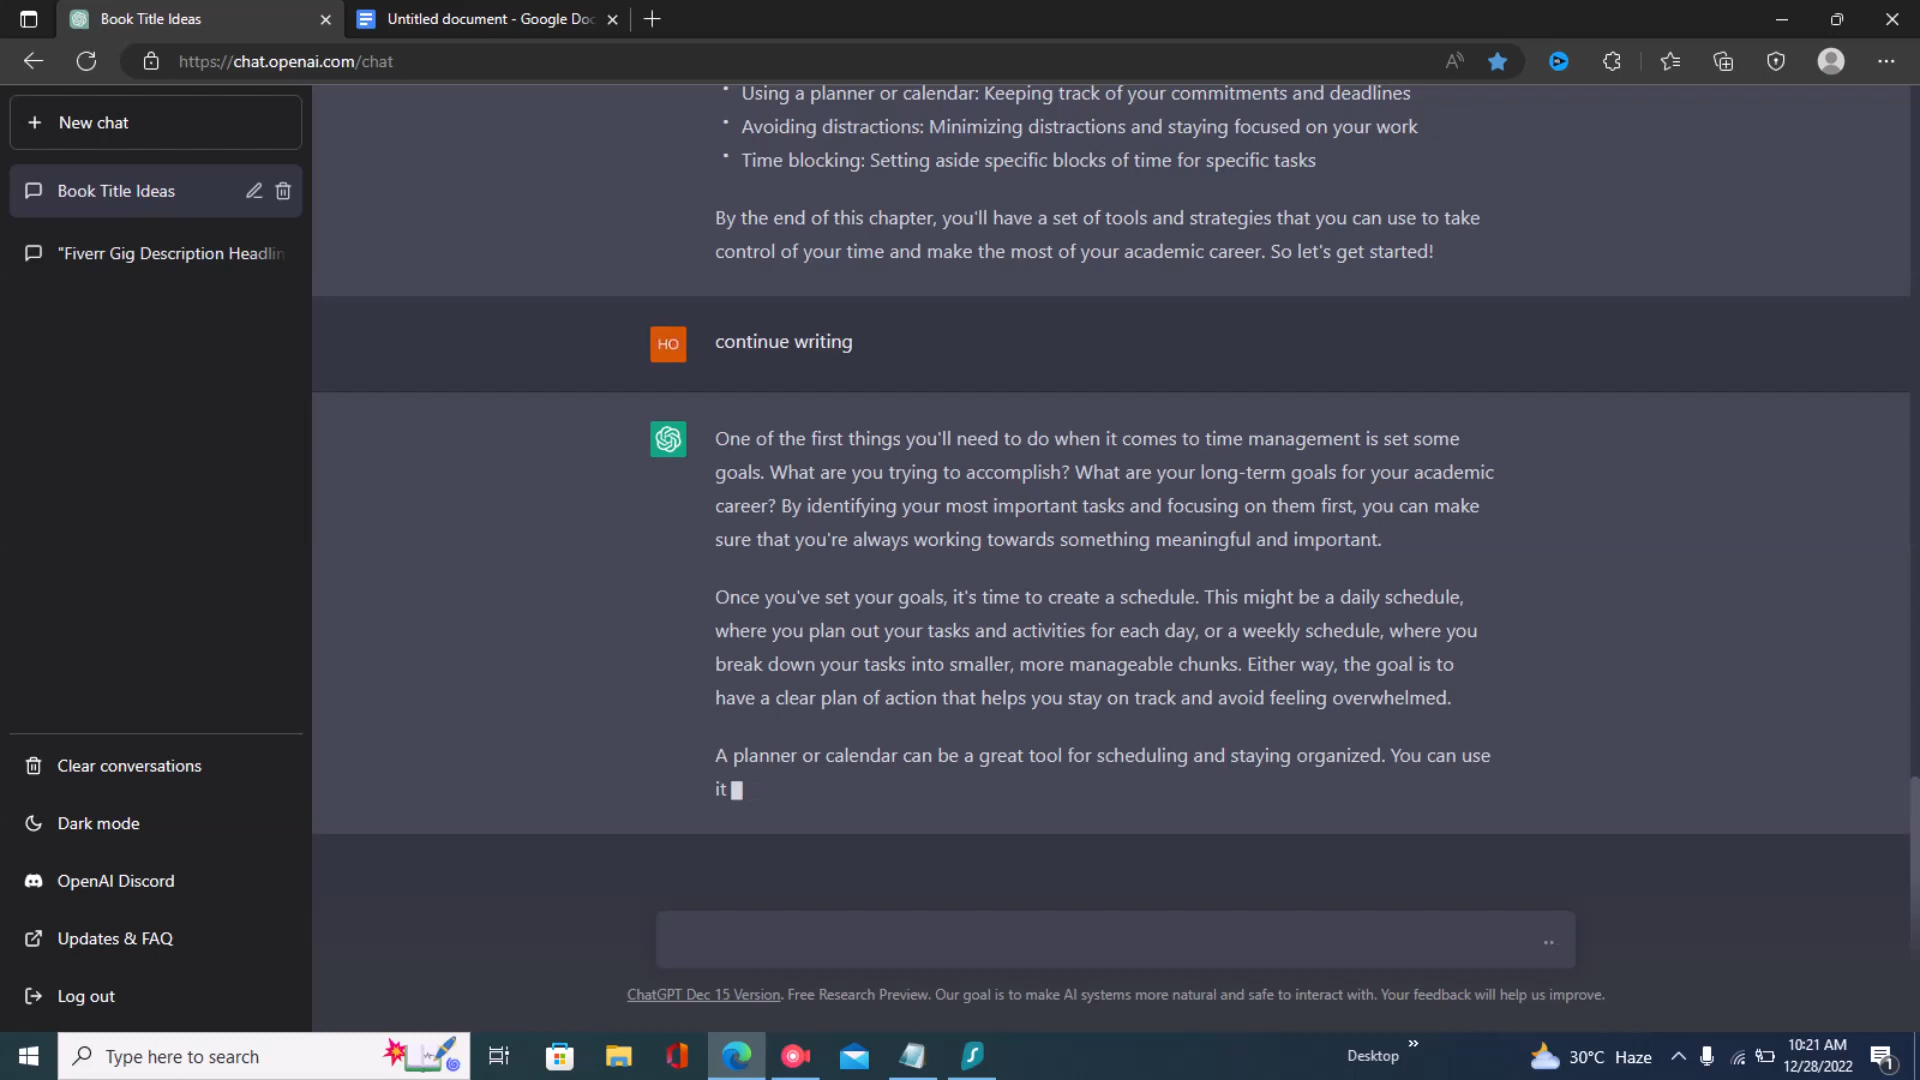 Book Title Ideas
Untitled document - Google Doc
https://chat.openai.com/chat
New chat
Book Title Ideas
"Fiverr Gig Description Headlin
Clear conversations
Dark mode
OpenAI Discord
Updates & FAQ
Log out
• Using a planner or calendar: Keeping track of your commitments and deadlines
• Avoiding distractions: Minimizing distractions and staying focused on your work
• Time blocking: Setting aside specific blocks of time for specific tasks
By the end of this chapter, you'll have a set of tools and strategies that you can use to take
control of your time and make the most of your academic career. So let's get started!
HO
continue writing
One of the first things you'll need to do when it comes to time management is set some
goals. What are you trying to accomplish? What are your long-term goals for your academic
career? By identifying your most important tasks and focusing on them first, you can make
sure that you're always working towards something meaningful and important.
Once you've set your goals, it's time to create a schedule. This might be a daily schedule,
where you plan out your tasks and activities for each day, or a weekly schedule, where you
break down your tasks into smaller, more manageable chunks. Either way, the goal is to
have a clear plan of action that helps you stay on track and avoid feeling overwhelmed.
A planner or calendar can be a great tool for scheduling and staying organized. You can use
it
ChatGPT Dec 15 Version. Free Research Preview. Our goal is to make AI systems more natural and safe to interact with. Your feedback will help us improve.
Type here to search
Desktop
30°C Haze
10:21 AM
12/28/2022
1